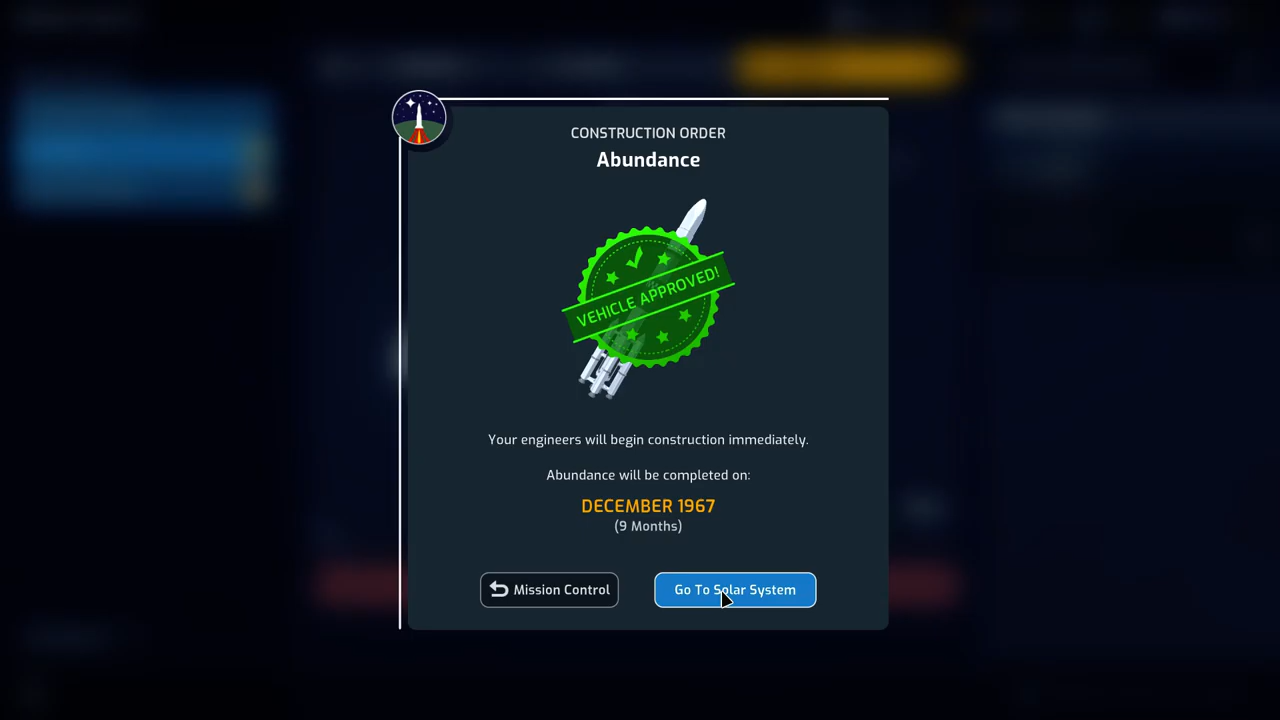 CONSTRUCTION ORDER
Abundance
VEHICLE APPROVED!
Your engineers will begin construction immediately.
Abundance will be completed on:
DECEMBER 1967
(9 Months)
Mission Control
Go To Solar System